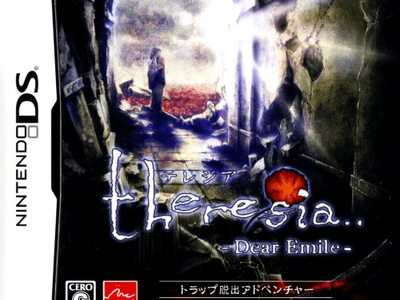 NINTENDO DS
テレシア
theresia..
-Dear Emile-
トラップ脱出アドベンチャー
CERO
C